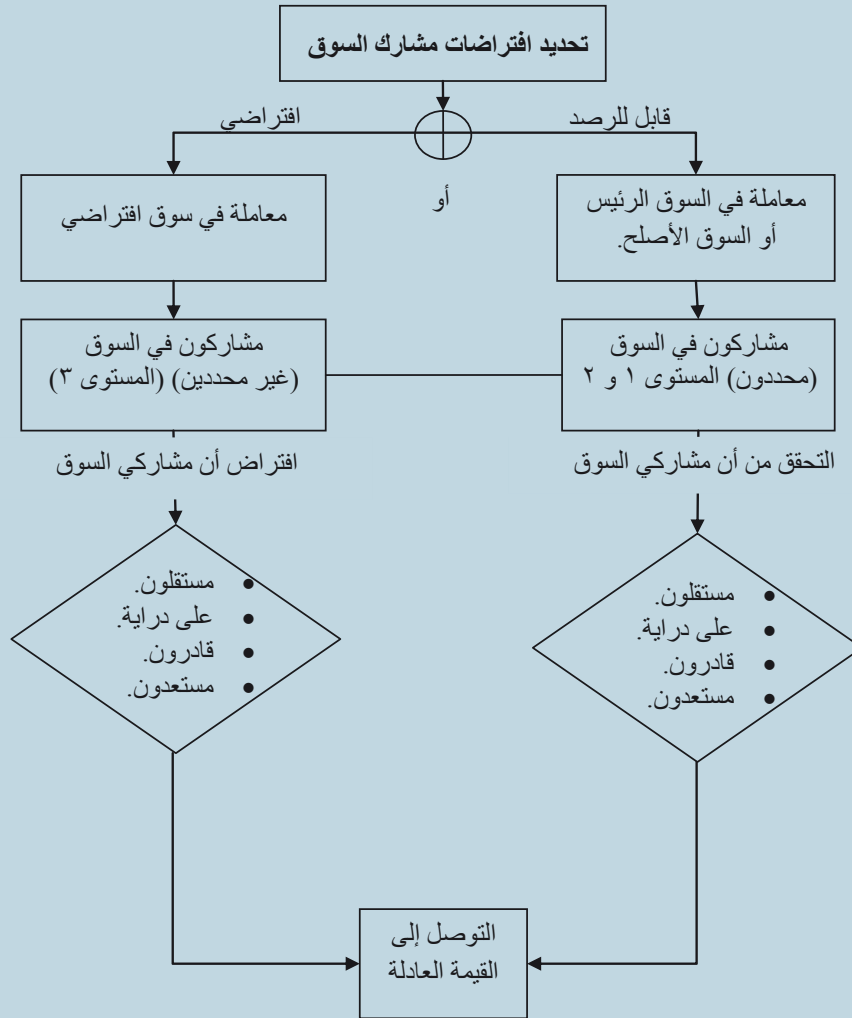 تحديد افتراضات مشارك السوق
قابل للرصد
افتراضي
أو
معاملة في السوق الرئيس
أو السوق الأصلح.
معاملة في سوق افتراضي
مشاركون في السوق
(محددون) المستوى ١ و ٢
مشاركون في السوق
(غير محددين) (المستوى ٣)
التحقق من أن مشاركي السوق
افتراض أن مشاركي السوق
• مستقلون.
• على دراية.
• قادرون.
• مستعدون.
• مستقلون.
• على دراية.
• قادرون.
• مستعدون.
التوصل إلى
القيمة العادلة